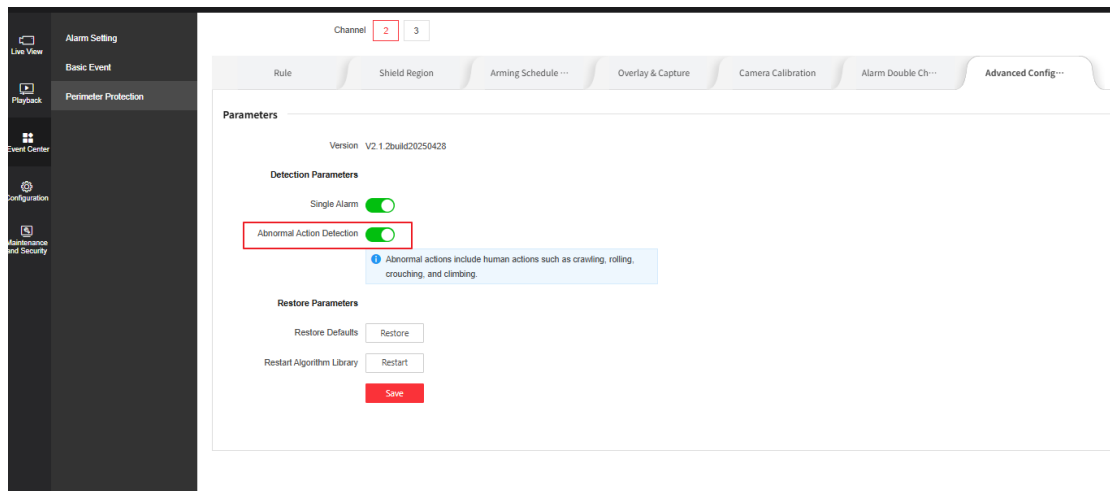 Channel 2 3
Live View
Playback
Event Center
Configuration
Maintenance
and Security
Alarm Setting
Basic Event
Perimeter Protection
Rule
Shield Region
Arming Schedule ···
Overlay & Capture
Camera Calibration
Alarm Double Ch···
Advanced Config···
Parameters
Version V2.1.2build20250428
Detection Parameters
Single Alarm
Abnormal Action Detection
Abnormal actions include human actions such as crawling, rolling,
crouching, and climbing.
Restore Parameters
Restore Defaults Restore
Restart Algorithm Library Restart
Save